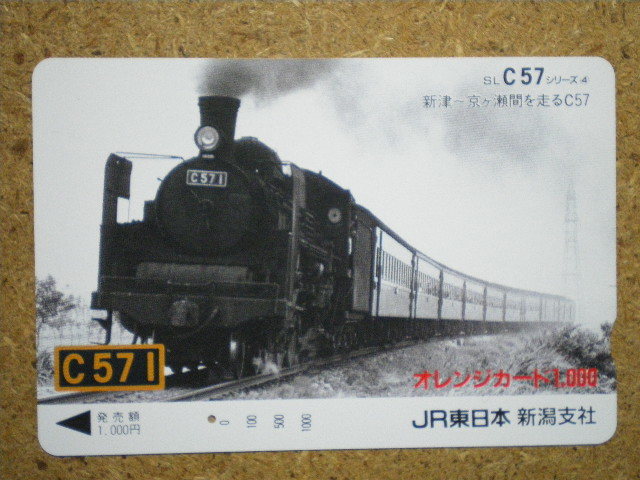 SL C57 シリーズ④
新津～京ヶ瀬間を走るC57
C571
C571
オレンジカード1,000
発売額
1,000円
0 100 500 1000
JR東日本 新潟支社